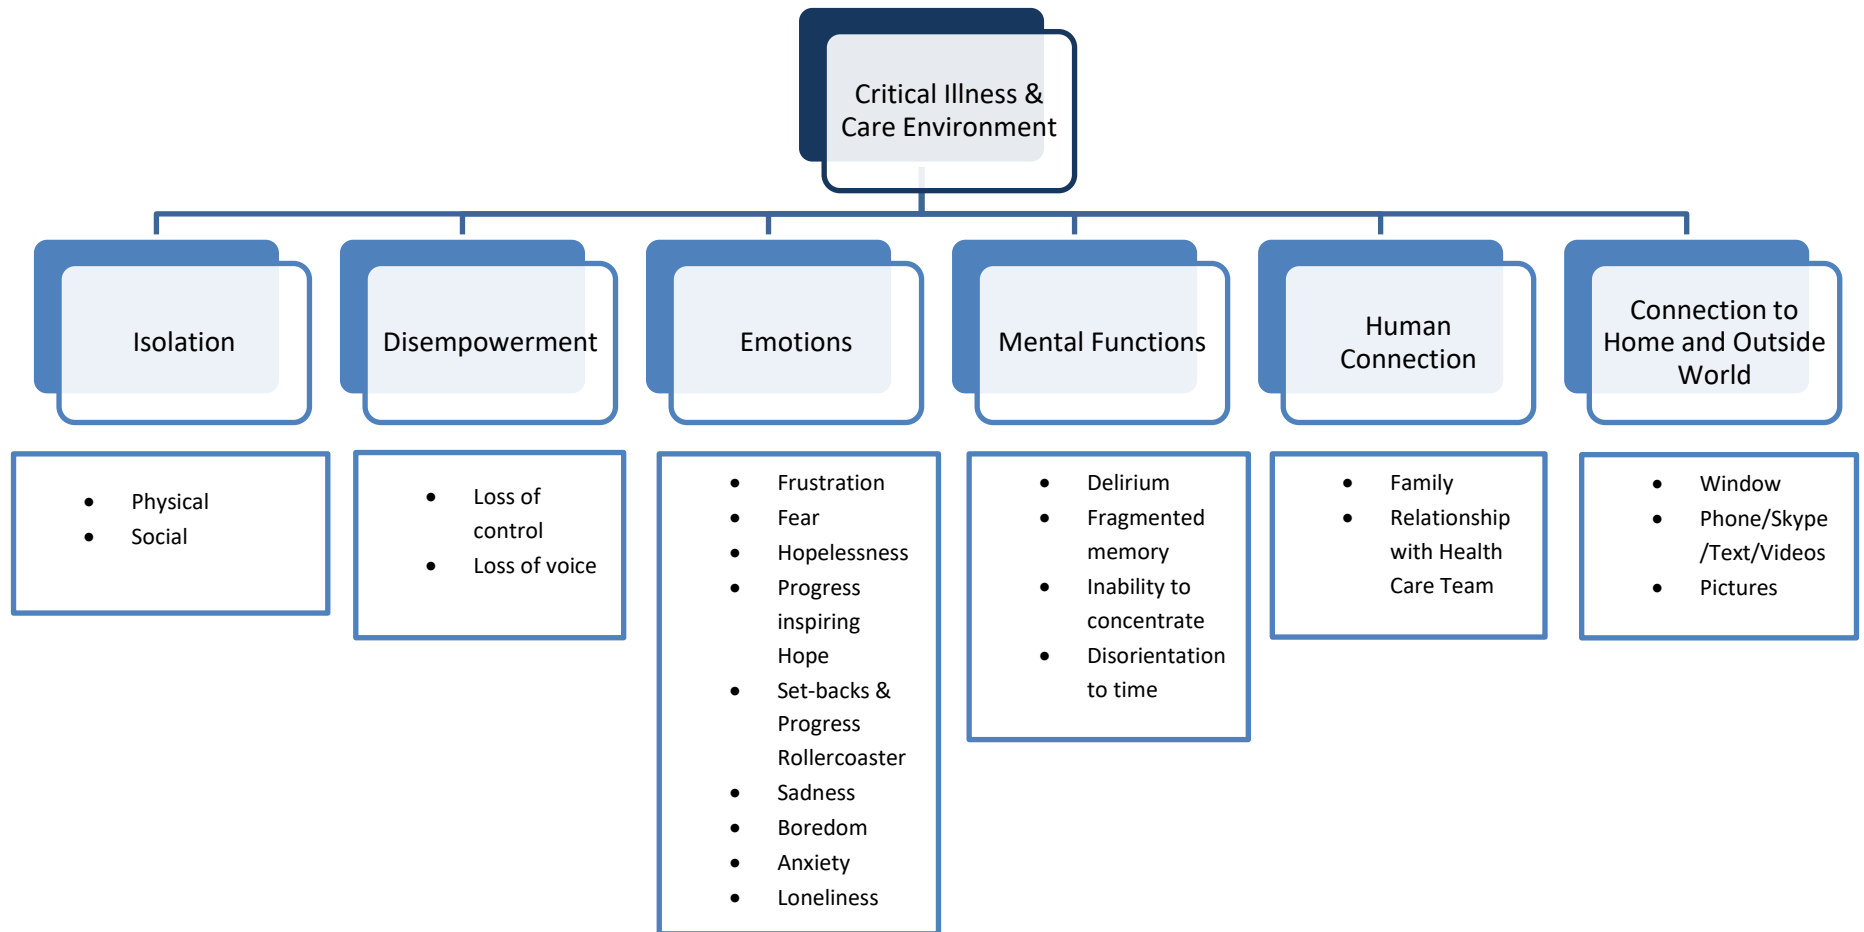 Critical Illness &
Care Environment
Isolation
Disempowerment
Emotions
Mental Functions
Human
Connection
Connection to
Home and Outside
World
• Physical
• Social
• Loss of
control
• Loss of voice
• Frustration
• Fear
• Hopelessness
• Progress
inspiring
Hope
• Set-backs &
Progress
Rollercoaster
• Sadness
• Boredom
• Anxiety
• Loneliness
• Delirium
• Fragmented
memory
• Inability to
concentrate
• Disorientation
to time
• Family
• Relationship
with Health
Care Team
• Window
• Phone/Skype
/Text/Videos
• Pictures